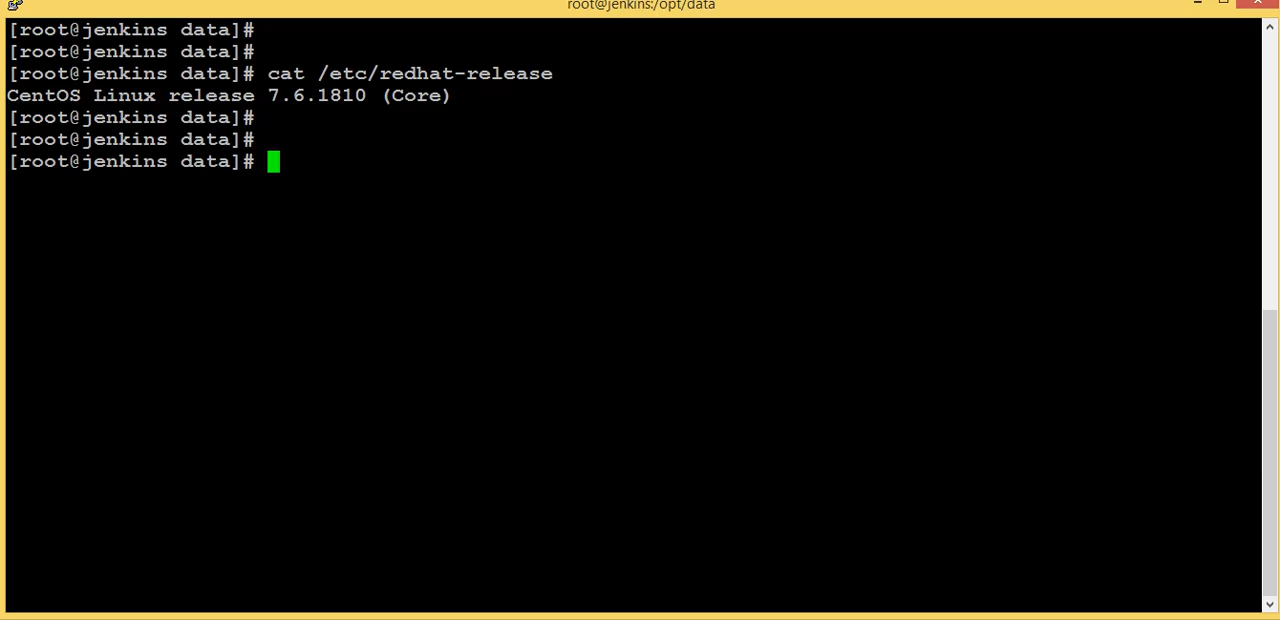 root@jenkins:/opt/data
[root@jenkins data]#
[root@jenkins data]#
[root@jenkins data]# cat /etc/redhat-release
CentOS Linux release 7.6.1810 (Core)
[root@jenkins data]#
[root@jenkins data]#
[root@jenkins data]#